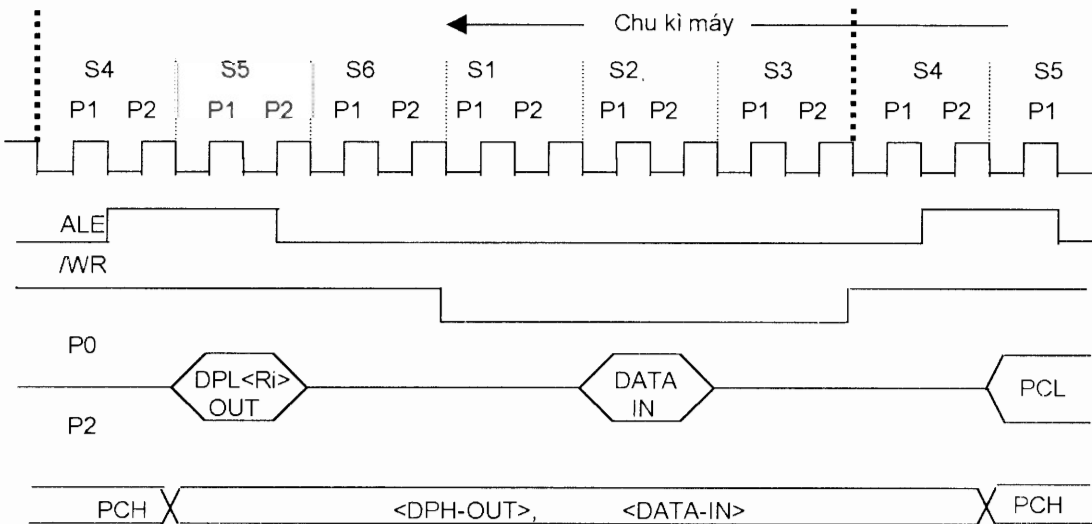 Chu kì máy
S4 S5 S6 S1 S2. S3 S4 S5
P1 P2 P1 P2 P1 P2 P1 P2 P1 P2 P1 P2 P1 P2 P1
ALE
/WR
P0
DPL<Ri>
OUT
DATA
IN
PCL
P2
PCH <DPH-OUT>, <DATA-IN> PCH